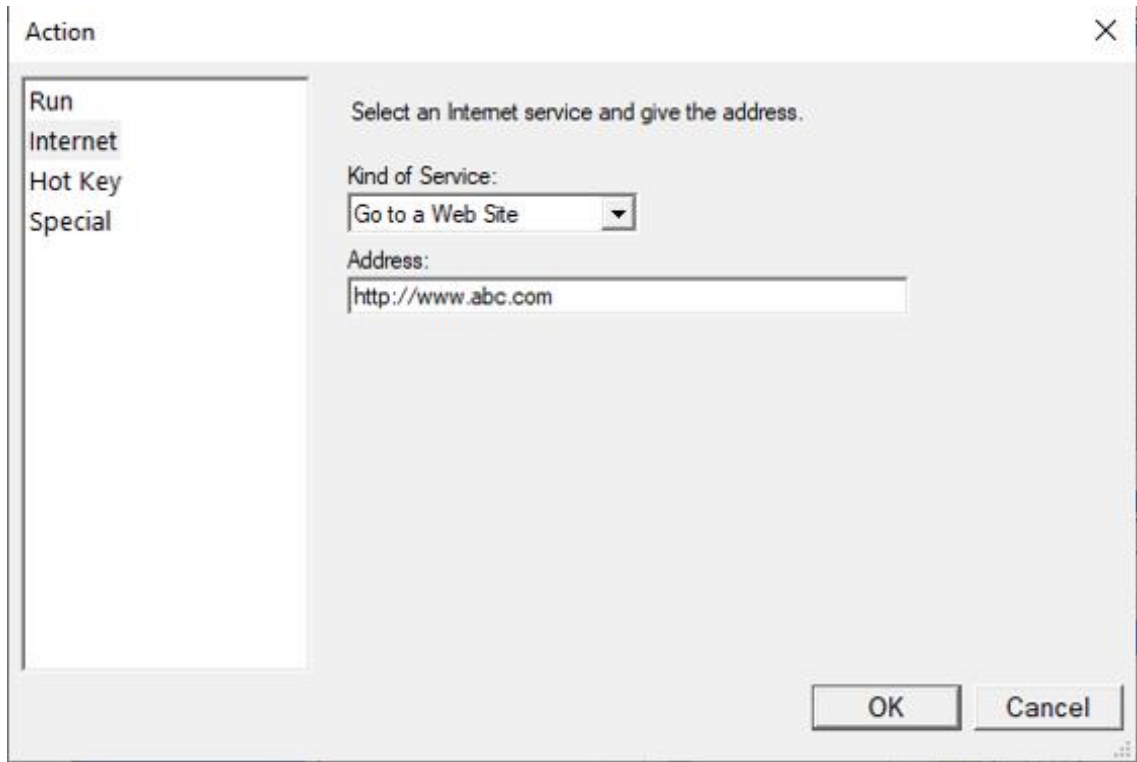 Action
Run
Internet
Hot Key
Special
Select an Internet service and give the address.
Kind of Service:
Go to a Web Site
Address:
http://www.abc.com
OK
Cancel